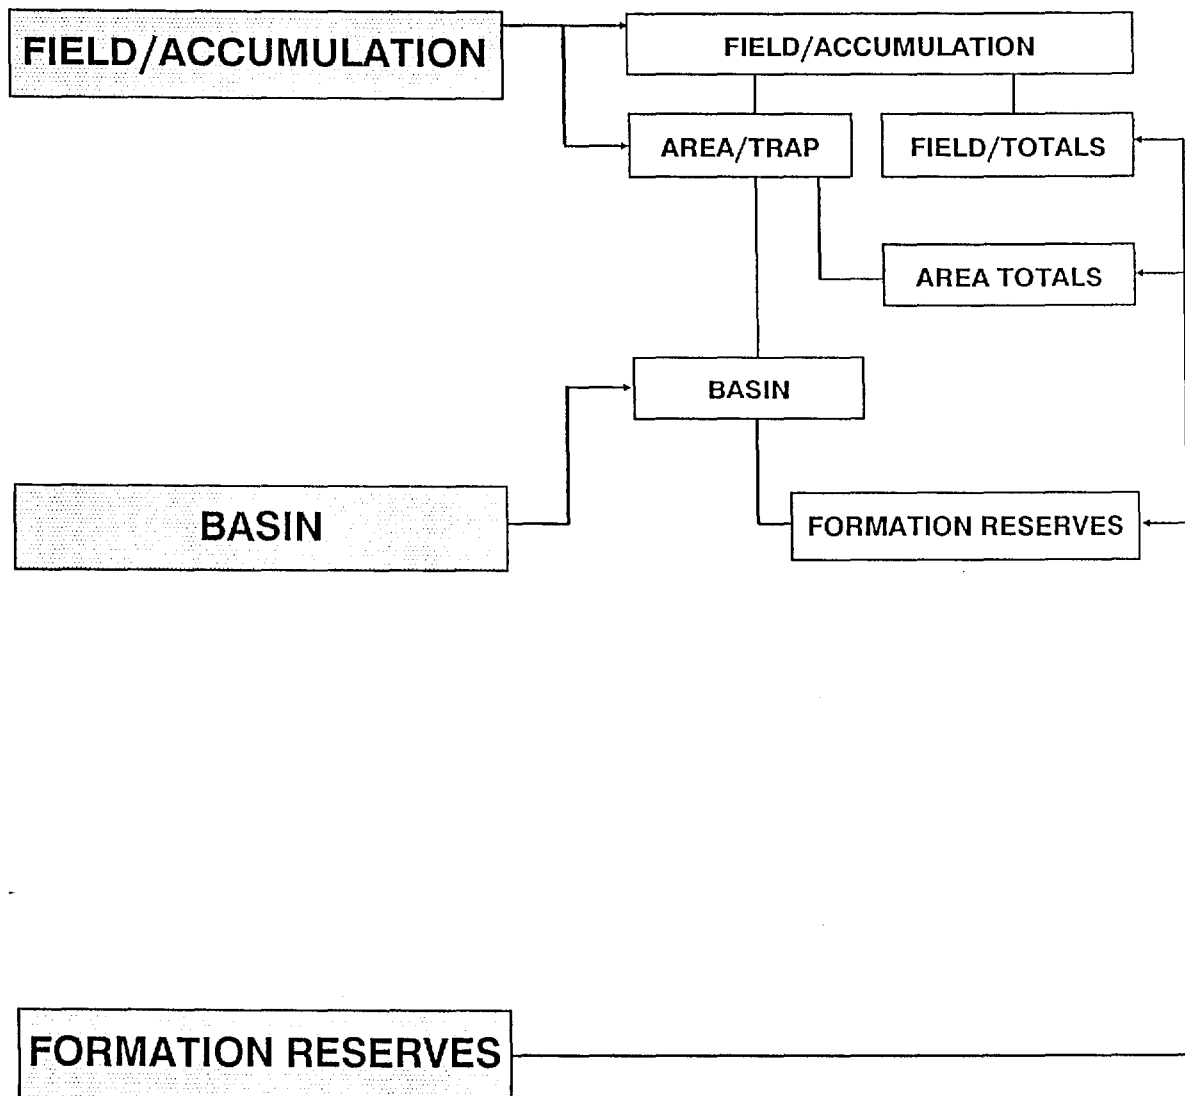 FIELD/ACCUMULATION
FIELD/ACCUMULATION
AREA/TRAP
FIELD/TOTALS
AREA TOTALS
BASIN
BASIN
FORMATION RESERVES
FORMATION RESERVES